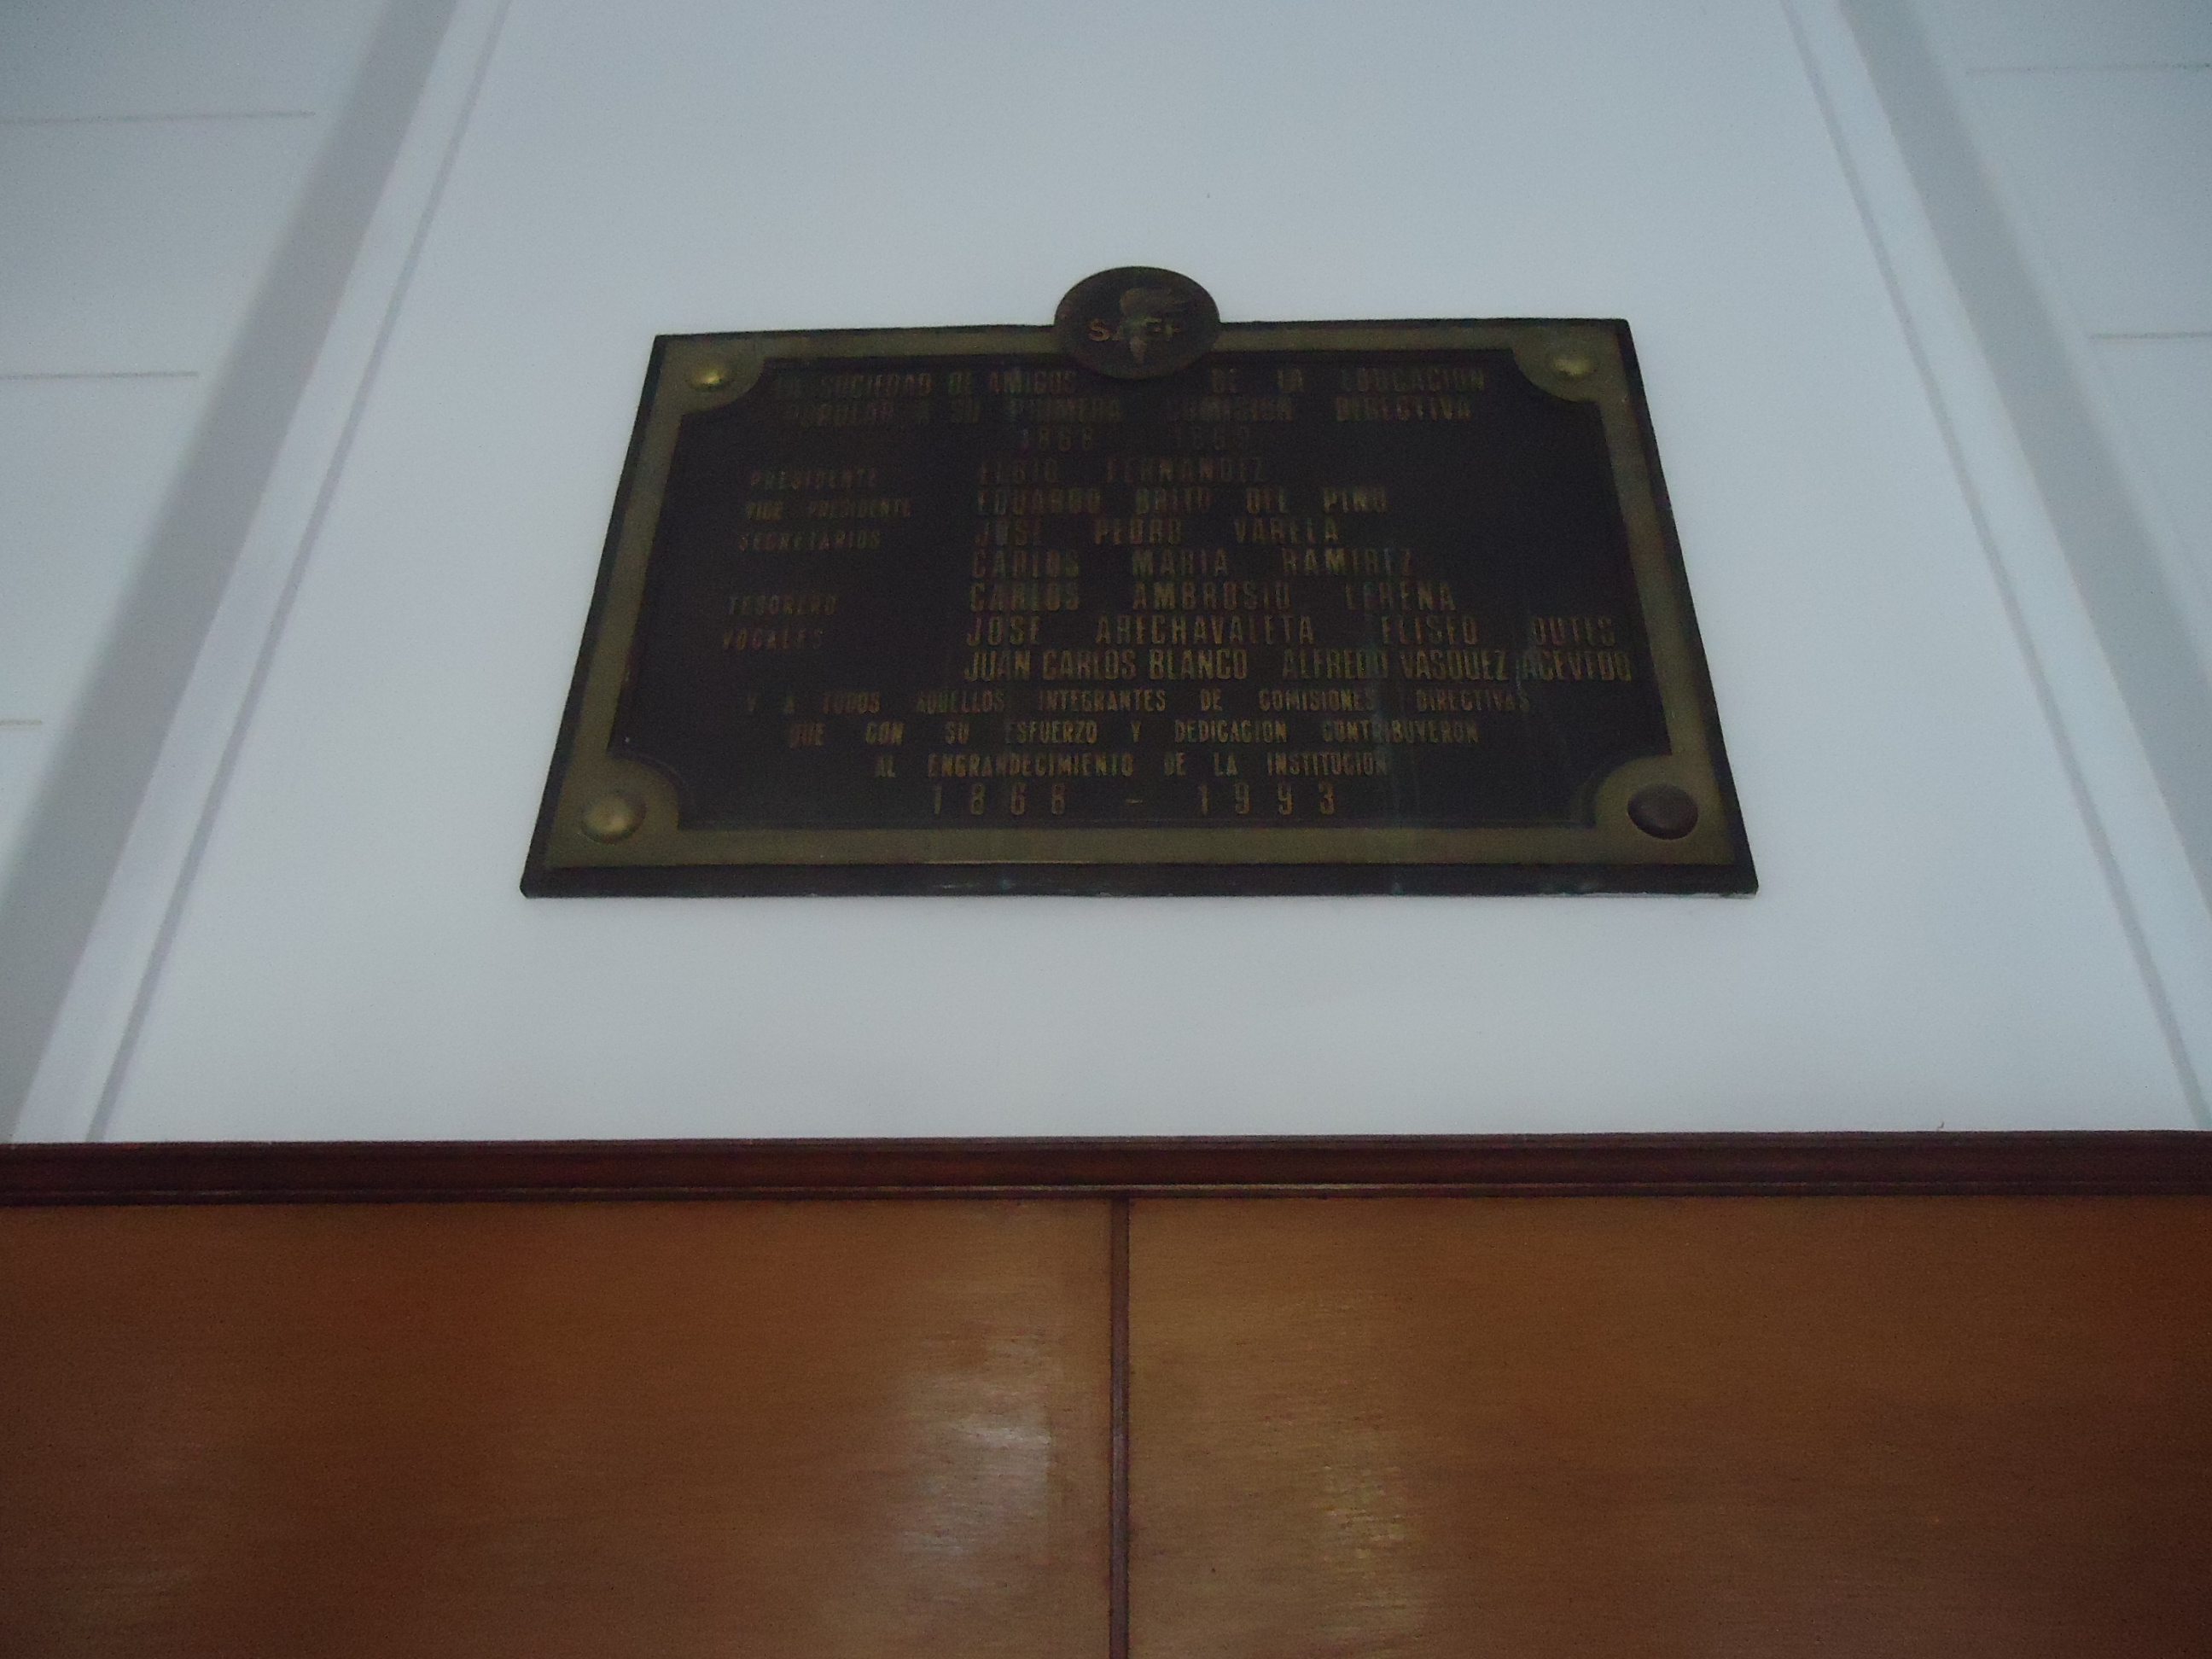 SAEP
LA SOCIEDAD DE AMIGOS DE LA EDUCACION
POPULAR A SU PRIMERA COMISION DIRECTIVA
1868
PRESIDENTE ELBIO FERNANDEZ
VICE PRESIDENTE EDUARDO BRITO DEL PINO
SECRETARIOS JOSE PEDRO VARELA
CARLOS MARIA RAMIREZ
TESORERO CARLOS AMBROSIO LERENA
VOCALES JOSE ARECHAVALETA ELISEO OUTES
JUAN CARLOS BLANCO ALFREDO VASQUEZ ACEVEDO
Y A TODOS AQUELLOS INTEGRANTES DE COMISIONES DIRECTIVAS
QUE CON SU ESFUERZO Y DEDICACION CONTRIBUYERON
AL ENGRANDECIMIENTO DE LA INSTITUCION
1868 - 1993